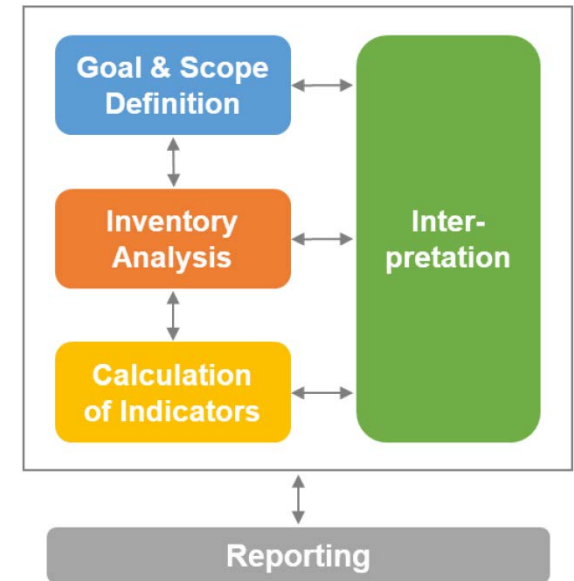 Goal & Scope
Definition
Inventory
Analysis
Inter-
pretation
Calculation
of Indicators
Reporting